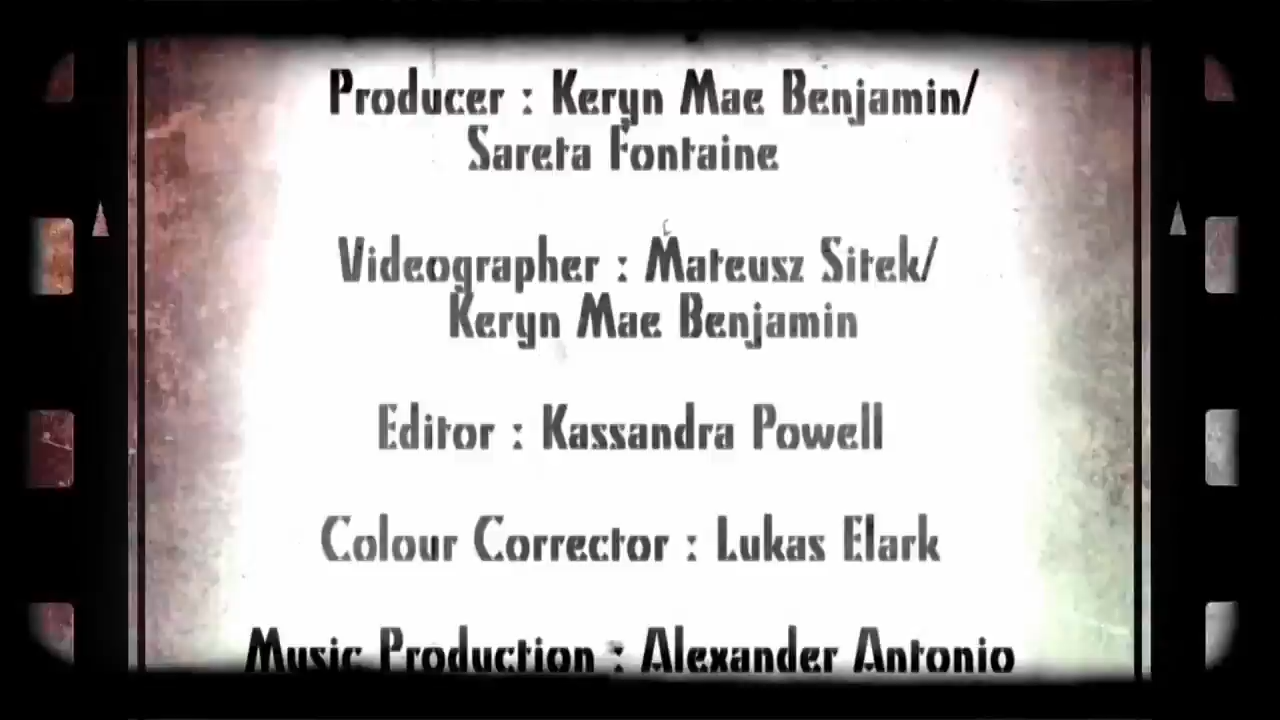 Producer : Keryn Mae Benjamin/
Sareta Fontaine
Videographer : Mateusz Sitek/
Keryn Mae Benjamin
Editor : Kassandra Powell
Colour Corrector : Lukas Elark
Music Production : Alexander Antonio